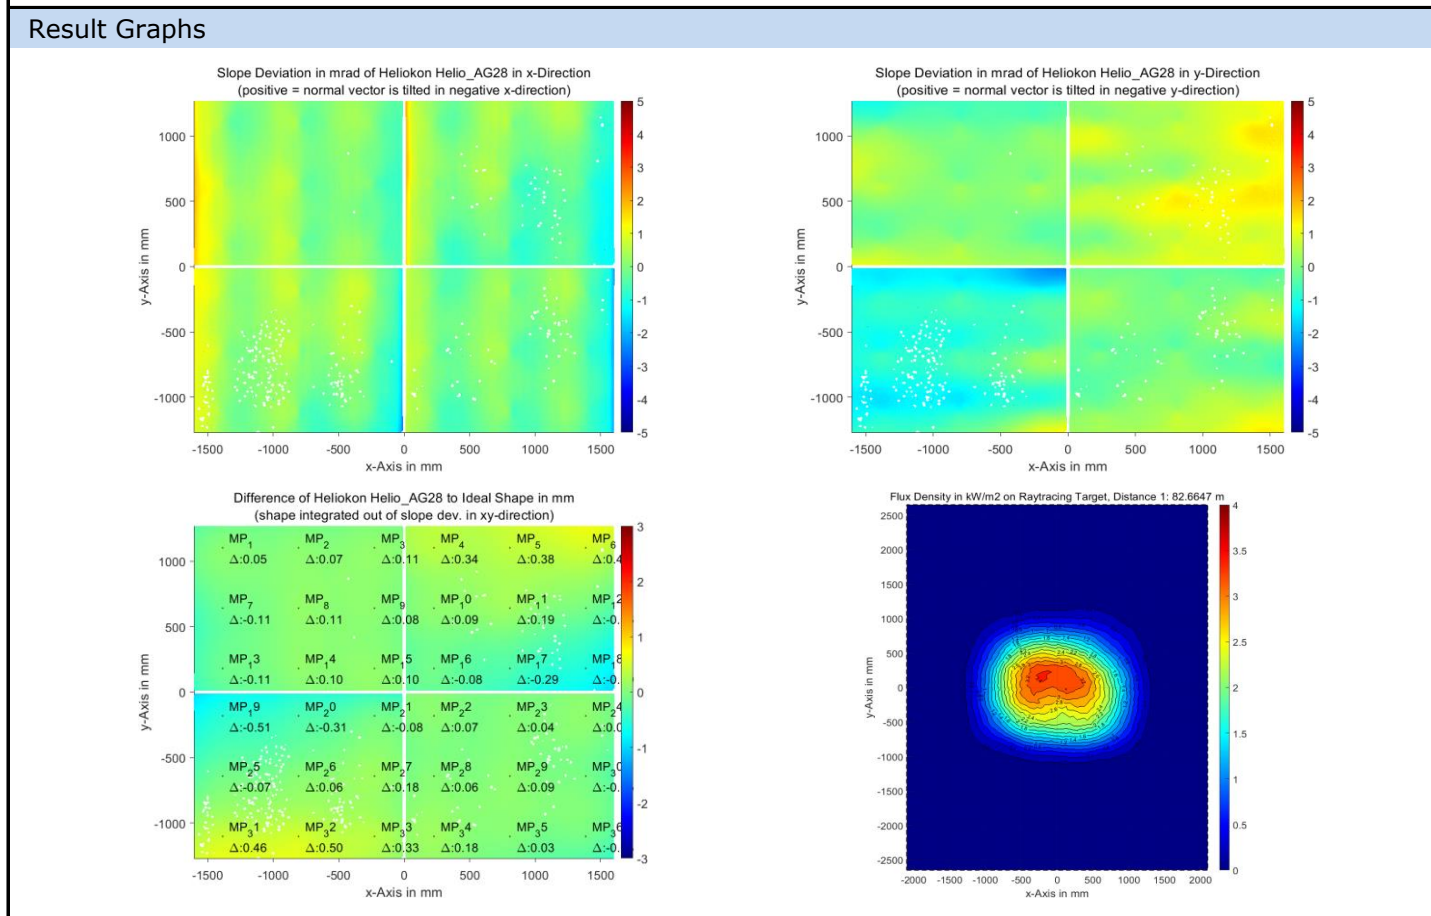 Result Graphs
Slope Deviation in mrad of Heliokon Helio_AG28 in x-Direction
(positive = normal vector is tilted in negative x-direction)
1000
500
0
-500
-1000
y-Axis in mm
-1500 -1000 -500 0 500 1000 1500
x-Axis in mm
5
4
3
2
1
0
-1
-2
-3
-4
-5
Slope Deviation in mrad of Heliokon Helio_AG28 in y-Direction
(positive = normal vector is tilted in negative y-direction)
1000
500
0
-500
-1000
y-Axis in mm
-1500 -1000 -500 0 500 1000 1500
x-Axis in mm
5
4
3
2
1
0
-1
-2
-3
-4
-5
Difference of Heliokon Helio_AG28 to Ideal Shape in mm
(shape integrated out of slope dev. in xy-direction)
MP1 MP2 MP3 MP4 MP5 MP6
Δ:0.05 Δ:0.07 Δ:0.11 Δ:0.34 Δ:0.38 Δ:0.4
MP7 MP8 MP9 MP10 MP11 MP12
Δ:-0.11 Δ:0.11 Δ:0.08 Δ:0.09 Δ:0.19 Δ:-0.
MP13 MP14 MP15 MP16 MP17 MP18
Δ:-0.11 Δ:0.10 Δ:0.10 Δ:-0.08 Δ:-0.29 Δ:-0.
MP19 MP20 MP21 MP22 MP23 MP24
Δ:-0.51 Δ:-0.31 Δ:-0.08 Δ:0.07 Δ:0.04 Δ:0.0
MP25 MP26 MP27 MP28 MP29 MP30
Δ:-0.07 Δ:0.06 Δ:0.18 Δ:0.06 Δ:0.09 Δ:-0.
MP31 MP32 MP33 MP34 MP35 MP36
Δ:0.46 Δ:0.50 Δ:0.33 Δ:0.18 Δ:0.03 Δ:-0.
1000
500
0
-500
-1000
y-Axis in mm
-1500 -1000 -500 0 500 1000 1500
x-Axis in mm
3
2
1
0
-1
-2
-3
Flux Density in kW/m2 on Raytracing Target, Distance 1: 82.6647 m
2500
2000
1500
1000
500
0
-500
-1000
-1500
-2000
-2500
y-Axis in mm
-2000 -1500 -1000 -500 0 500 1000 1500 2000
x-Axis in mm
4
3.5
3
2.5
2
1.5
1
0.5
0